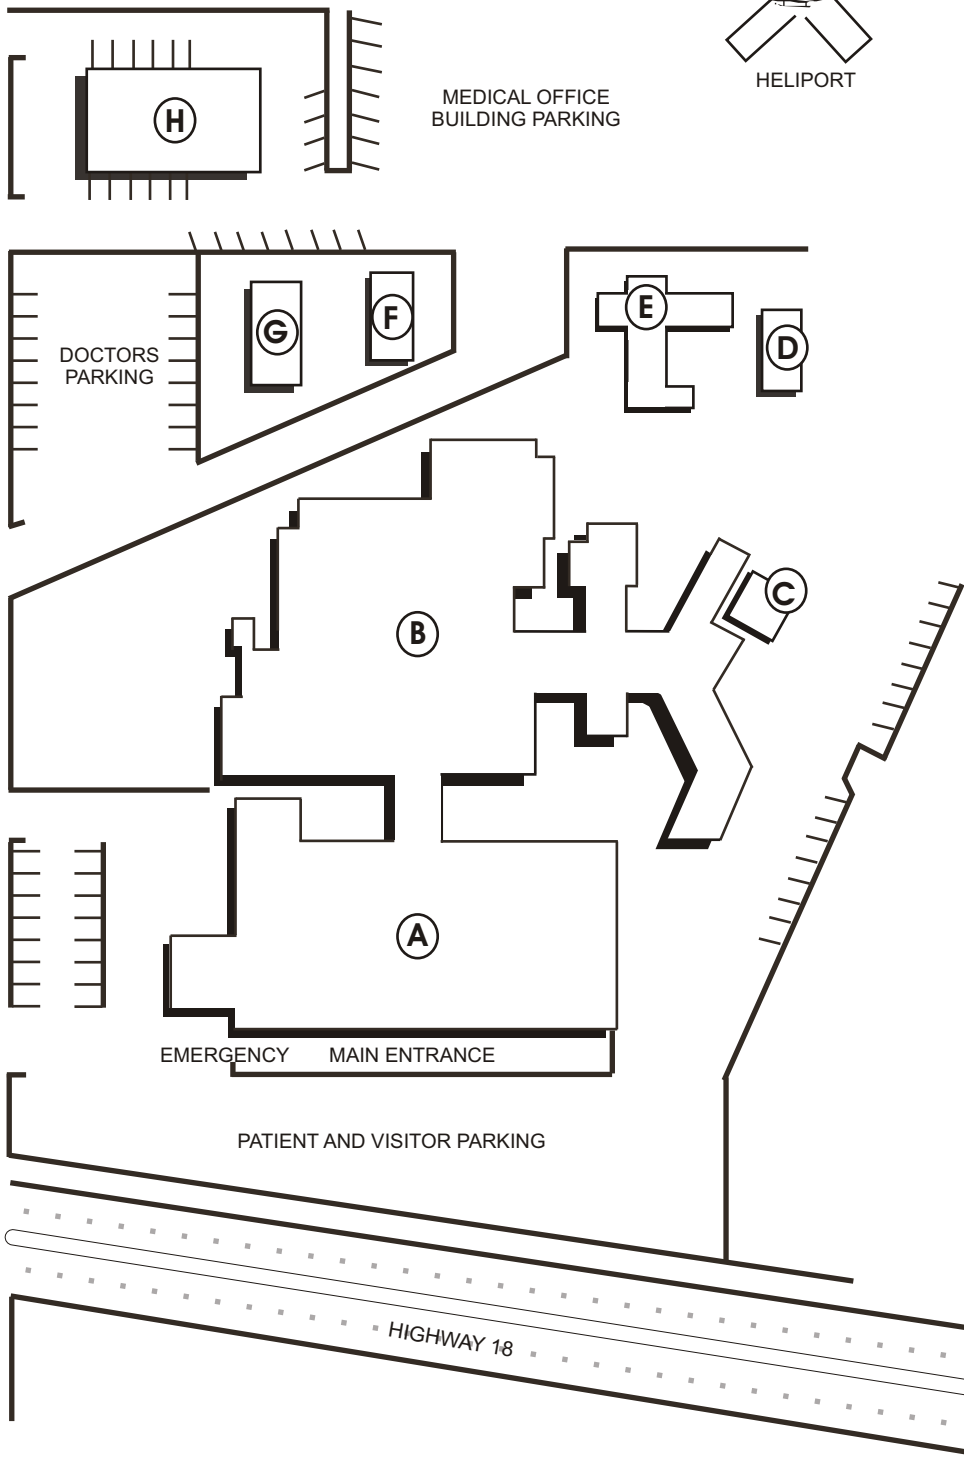 HELIPORT
MEDICAL OFFICE
BUILDING PARKING
H
E
F
G
D
DOCTORS
PARKING
C
B
A
EMERGENCY
MAIN ENTRANCE
PATIENT AND VISITOR PARKING
HIGHWAY 18